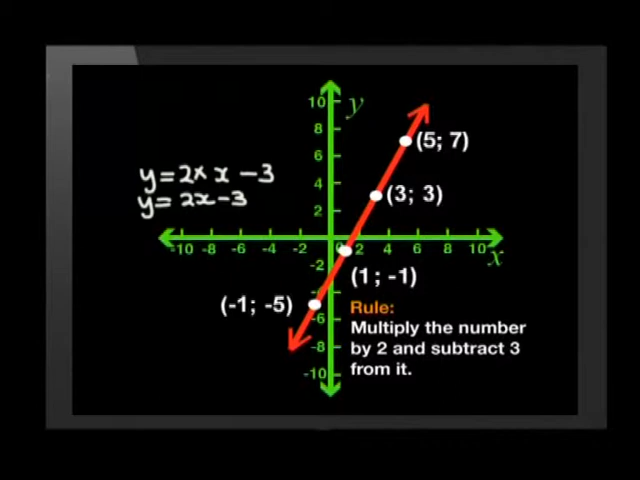 10
y
8
(5; 7)
6
y=2× x -3
4
(3; 3)
y= 2x-3
2
-10 -8 -6 -4 -2 0 2 4 6 8 10
x
-2
(1 ; -1)
-4
(-1; -5)
Rule:
-6
Multiply the number
-8
by 2 and subtract 3
-10
from it.